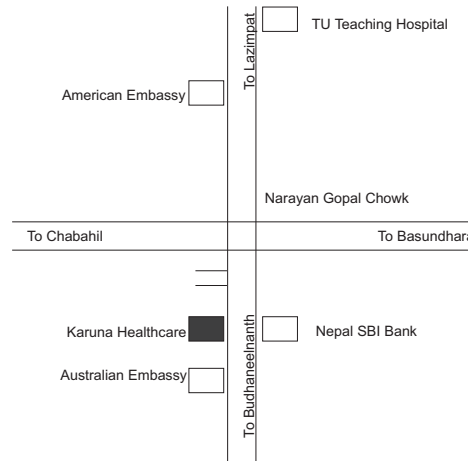 To Lazimpat
TU Teaching Hospital
American Embassy
Narayan Gopal Chowk
To Chabahil
To Basundhara
Karuna Healthcare
Nepal SBI Bank
Australian Embassy
To Budhaneelnanth